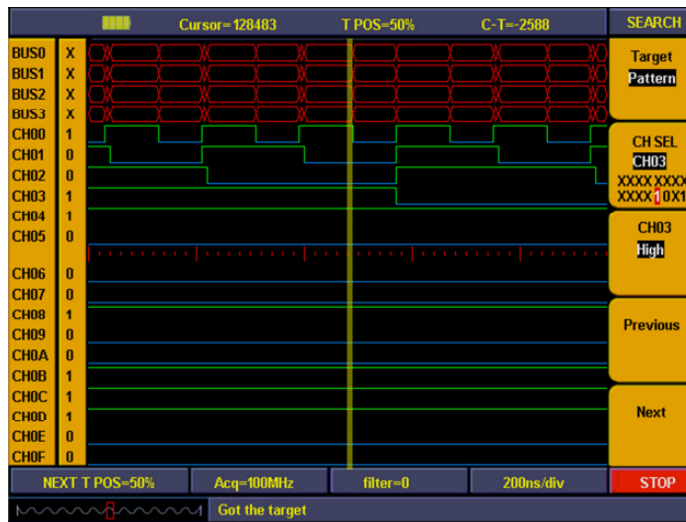 Cursor=128483 T POS=50% C-T=-2588 SEARCH
BUS0 X
BUS1 X
BUS2 X
BUS3 X
CH00 1
CH01 0
CH02 0
CH03 1
CH04 1
CH05 0
CH06 0
CH07 0
CH08 1
CH09 0
CH0A 0
CH0B 1
CH0C 1
CH0D 1
CH0E 0
CH0F 0
Target
Pattern
CH SEL
CH03
XXXX XXXX
XXXX 1 0X1
CH03
High
Previous
Next
NEXT T POS=50% Acq=100MHz filter=0 200ns/div STOP
Got the target